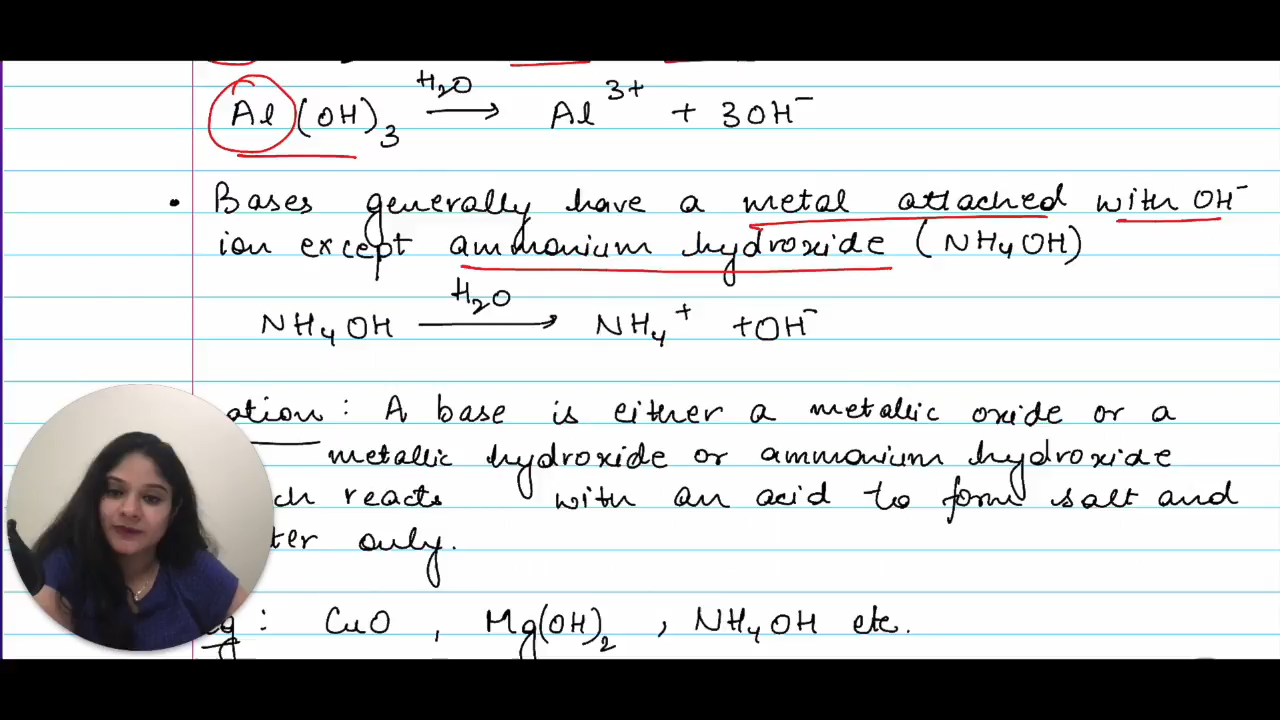 Al(OH)₃ —H₂O→ Al³⁺ + 3OH⁻
• Bases generally have a metal attached with OH⁻
ion except ammonium hydroxide (NH₄OH)
NH₄OH —H₂O→ NH₄⁺ + OH⁻
ation : A base is either a metallic oxide or a
metallic hydroxide or ammonium hydroxide
ch reacts with an acid to form salt and
ter only.
eg : CuO , Mg(OH)₂ , NH₄OH etc.